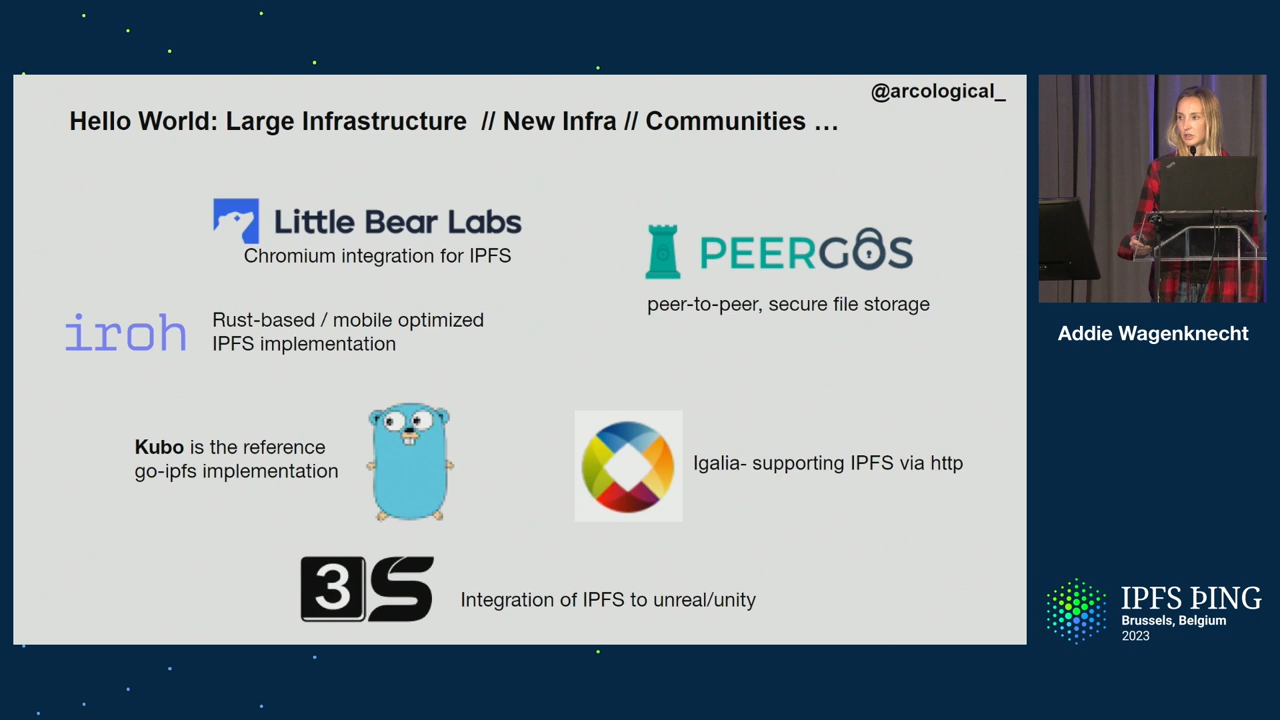 @arcological_
Hello World: Large Infrastructure // New Infra // Communities …
Little Bear Labs
Chromium integration for IPFS
PEERGOS
peer-to-peer, secure file storage
iroh
Rust-based / mobile optimized
IPFS implementation
Kubo is the reference
go-ipfs implementation
Igalia- supporting IPFS via http
3S
Integration of IPFS to unreal/unity
Addie Wagenknecht
IPFS ÞING
Brussels, Belgium
2023